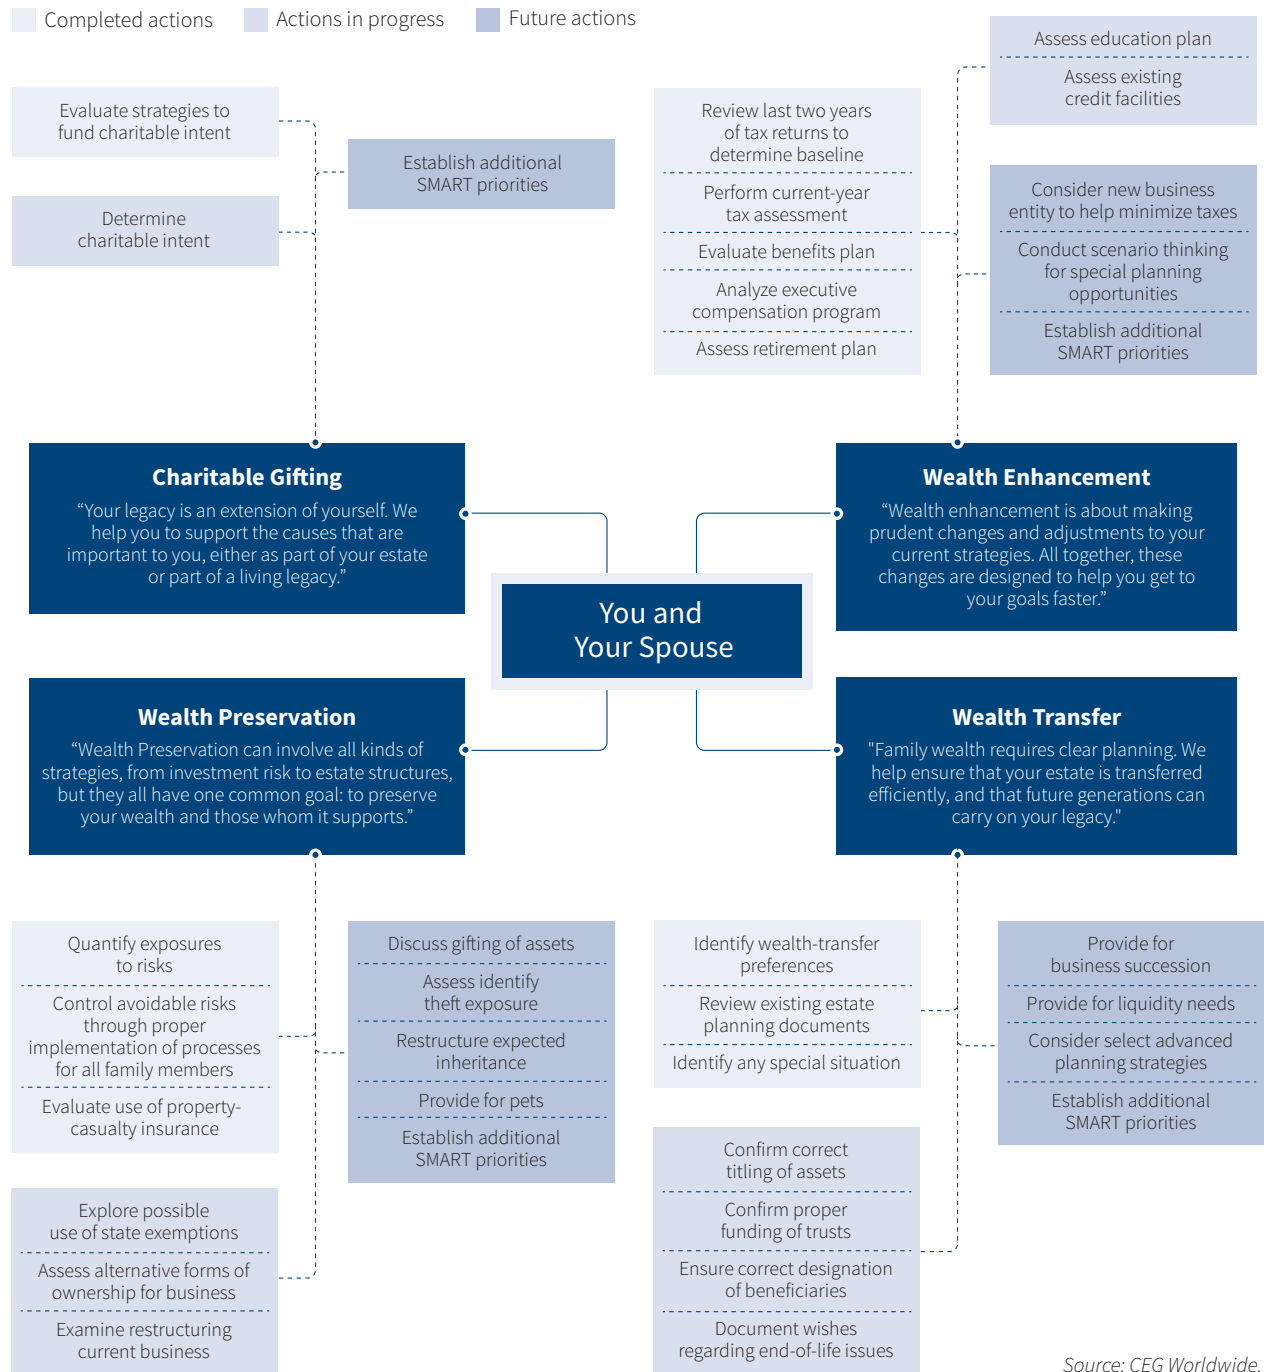 Completed actions
Actions in progress
Future actions
Evaluate strategies to
fund charitable intent
Determine
charitable intent
Establish additional
SMART priorities
Review last two years
of tax returns to
determine baseline
Perform current-year
tax assessment
Evaluate benefits plan
Analyze executive
compensation program
Assess retirement plan
Assess education plan
Assess existing
credit facilities
Consider new business
entity to help minimize taxes
Conduct scenario thinking
for special planning
opportunities
Establish additional
SMART priorities
Charitable Gifting
“Your legacy is an extension of yourself. We
help you to support the causes that are
important to you, either as part of your estate
or part of a living legacy.”
Wealth Enhancement
“Wealth enhancement is about making
prudent changes and adjustments to your
current strategies. All together, these
changes are designed to help you get to
your goals faster.”
You and
Your Spouse
Wealth Preservation
“Wealth Preservation can involve all kinds of
strategies, from investment risk to estate structures,
but they all have one common goal: to preserve
your wealth and those whom it supports.”
Wealth Transfer
"Family wealth requires clear planning. We
help ensure that your estate is transferred
efficiently, and that future generations can
carry on your legacy."
Quantify exposures
to risks
Control avoidable risks
through proper
implementation of processes
for all family members
Evaluate use of property-
casualty insurance
Explore possible
use of state exemptions
Assess alternative forms of
ownership for business
Examine restructuring
current business
Discuss gifting of assets
Assess identify
theft exposure
Restructure expected
inheritance
Provide for pets
Establish additional
SMART priorities
Identify wealth-transfer
preferences
Review existing estate
planning documents
Identify any special situation
Confirm correct
titling of assets
Confirm proper
funding of trusts
Ensure correct designation
of beneficiaries
Document wishes
regarding end-of-life issues
Provide for
business succession
Provide for liquidity needs
Consider select advanced
planning strategies
Establish additional
SMART priorities
Source: CEG Worldwide.